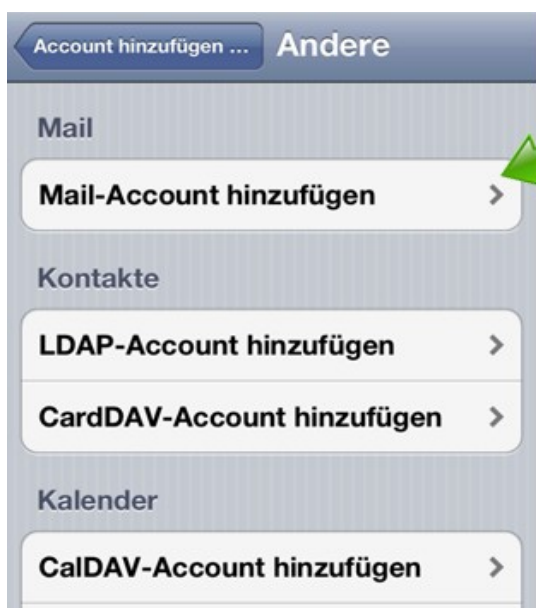 Account hinzufügen ...
Andere
Mail
Mail-Account hinzufügen
Kontakte
LDAP-Account hinzufügen
CardDAV-Account hinzufügen
Kalender
CalDAV-Account hinzufügen